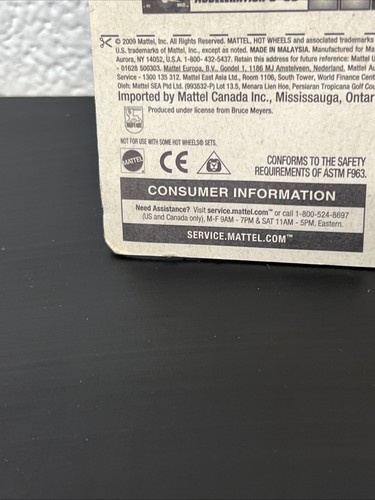 © 2009 Mattel, Inc. All Rights Reserved. MATTEL, HOT WHEELS and associated trademarks
U.S. trademarks of Mattel, Inc., except as noted. MADE IN MALAYSIA. Manufactured for Ma
Aurora, NY 14052, U.S.A. 1-800- 432-5437. Retain this address for future reference: Mattel U
- 01628 500303. Mattel Europa, B.V., Gondel 1, 1186 MJ Amstelveen, Nederland. Mattel Au
Service - 1300 135 312. Mattel East Asia Ltd., Room 1106, South Tower, World Finance Cent
Oleh: Mattel SEA Ptd Ltd. (993532-P) Lot 13.5, Menara Lien Hoe, Persiaran Tropicana Golf Cou
Imported by Mattel Canada Inc., Mississauga, Ontar
Produced under license from Bruce Meyers.
NOT FOR USE WITH SOME HOT WHEELS® SETS.
MATTEL CE
CONFORMS TO THE SAFETY
REQUIREMENTS OF ASTM F963.
CONSUMER INFORMATION
Need Assistance? Visit service.mattel.com™ or call 1-800-524-8697
(US and Canada only), M-F 9AM - 7PM & SAT 11AM - 5PM, Eastern.
SERVICE.MATTEL.COM™